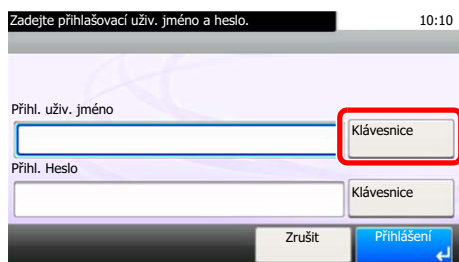 Zadejte přihlašovací uživ. jméno a heslo. 10:10
Přihl. uživ. jméno
Klávesnice
Přihl. Heslo
Klávesnice
Zrušit Přihlášení